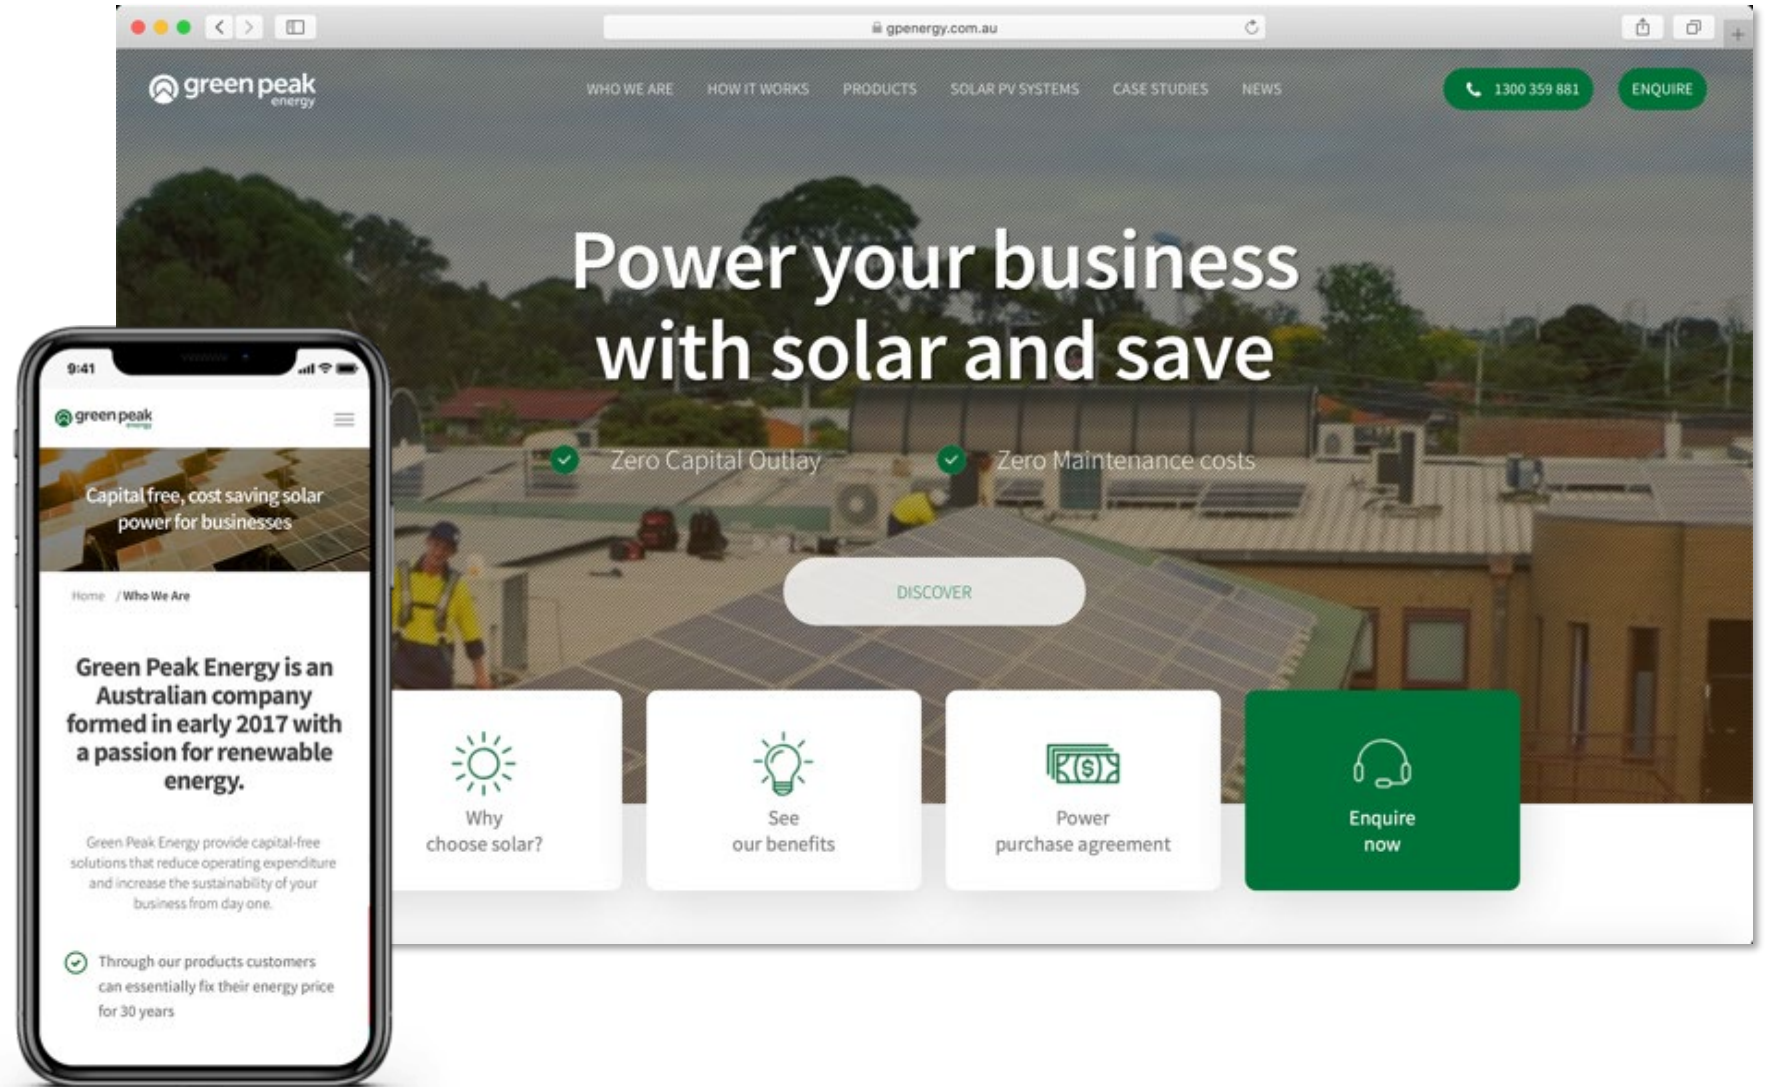 gpenergy.com.au
green peak
energy
WHO WE ARE
HOW IT WORKS
PRODUCTS
SOLAR PV SYSTEMS
CASE STUDIES
NEWS
1300 359 881
ENQUIRE
Power your business
with solar and save
Zero Capital Outlay
Zero Maintenance costs
DISCOVER
Why
choose solar?
See
our benefits
Power
purchase agreement
Enquire
now
9:41
green peak
energy
Capital free, cost saving solar
power for businesses
Home / Who We Are
Green Peak Energy is an
Australian company
formed in early 2017 with
a passion for renewable
energy.
Green Peak Energy provide capital-free
solutions that reduce operating expenditure
and increase the sustainability of your
business from day one.
Through our products customers
can essentially fix their energy price
for 30 years